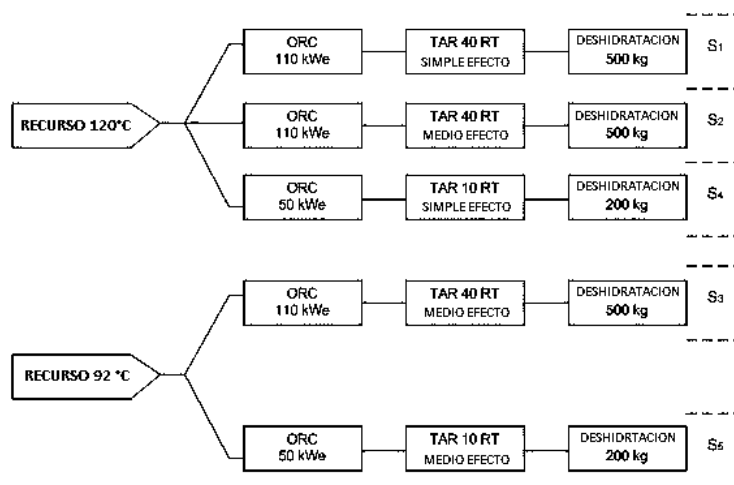 ORC
110 kWe
TAR 40 RT
SIMPLE EFECTO
DESHIDRATACION
500 kg
S1
RECURSO 120°C
ORC
110 kWe
TAR 40 RT
MEDIO EFECTO
DESHIDRATACION
500 kg
S2
ORC
50 kWe
TAR 10 RT
SIMPLE EFECTO
DESHIDRATACION
200 kg
S4
ORC
110 kWe
TAR 40 RT
MEDIO EFECTO
DESHIDRATACION
500 kg
S3
RECURSO 92 °C
ORC
50 kWe
TAR 10 RT
MEDIO EFECTO
DESHIDRTACION
200 kg
S5